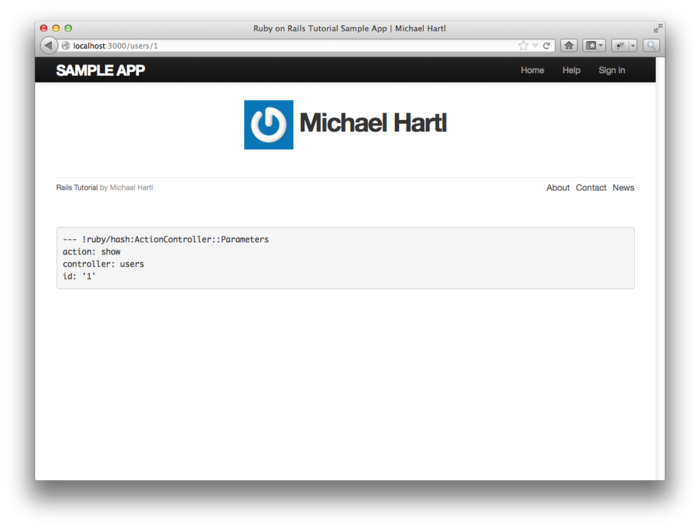 Ruby on Rails Tutorial Sample App | Michael Hartl
localhost:3000/users/1
SAMPLE APP Home Help Sign in
Michael Hartl
Rails Tutorial by Michael Hartl About Contact News
--- !ruby/hash:ActionController::Parameters
action: show
controller: users
id: '1'